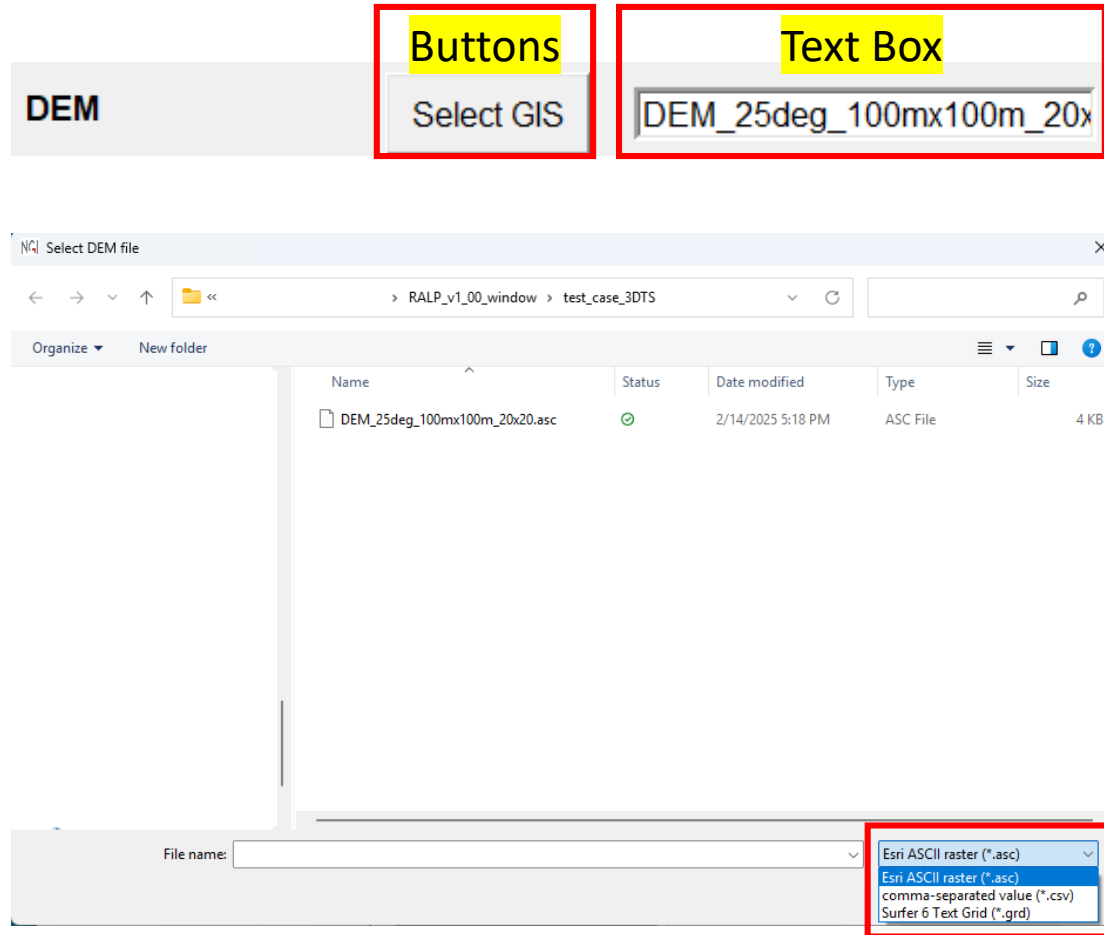 Buttons Text Box
DEM Select GIS DEM_25deg_100mx100m_20x
NGI Select DEM file
« > RALP_v1_00_window > test_case_3DTS
Organize New folder
Name Status Date modified Type Size
DEM_25deg_100mx100m_20x20.asc 2/14/2025 5:18 PM ASC File 4 KB
File name: Esri ASCII raster (*.asc)
Esri ASCII raster (*.asc)
comma-separated value (*.csv)
Surfer 6 Text Grid (*.grd)